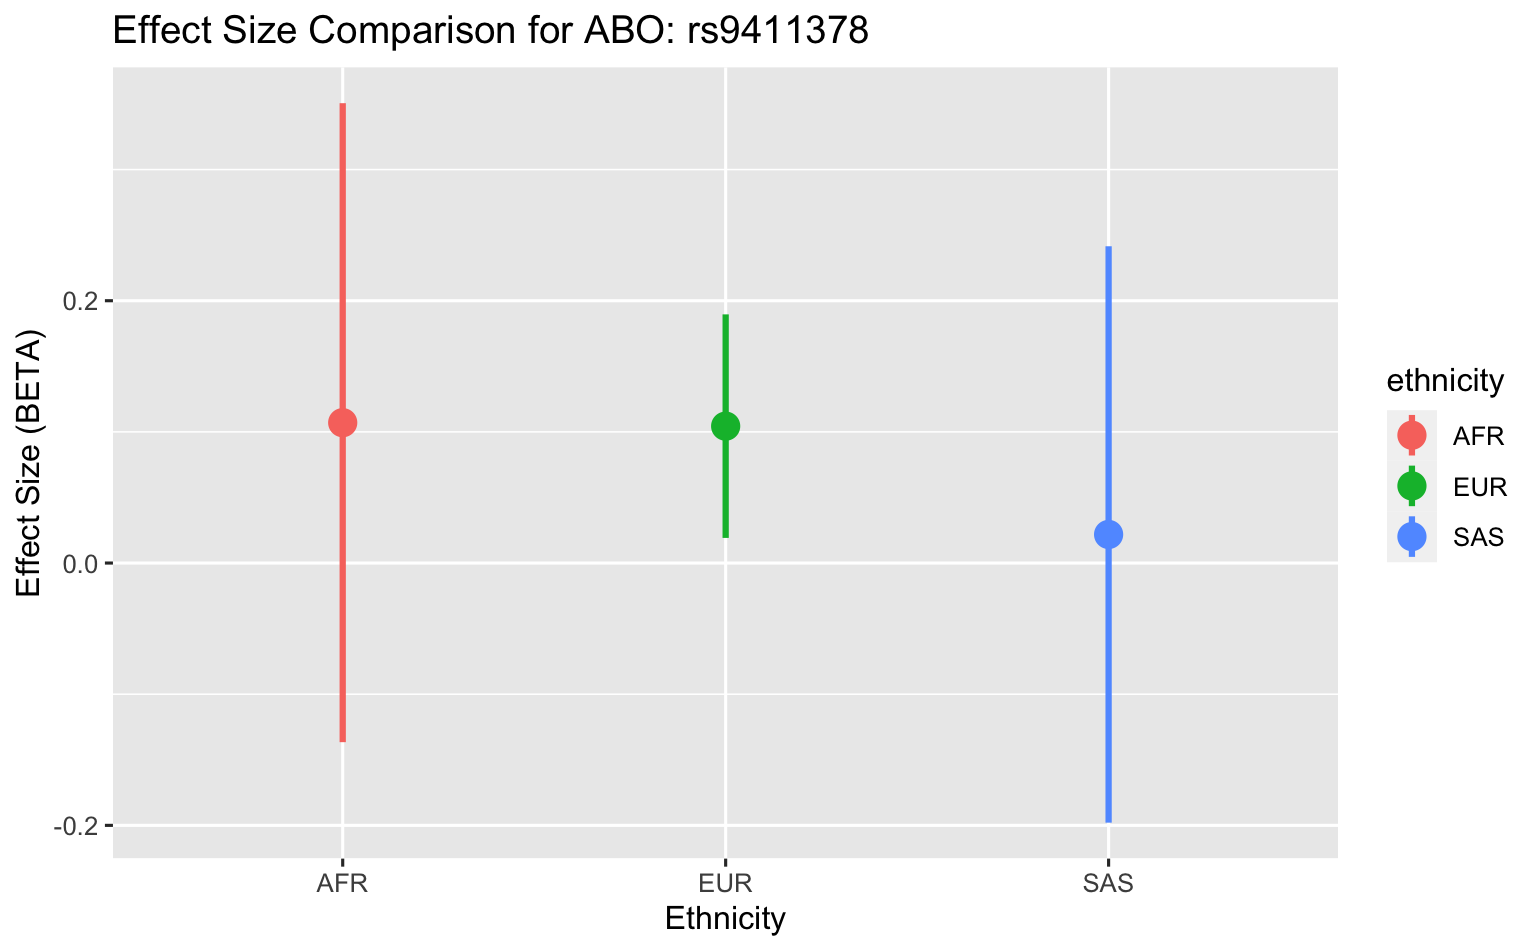 Effect Size Comparison for ABO: rs9411378
Effect Size (BETA)
0.2
0.0
-0.2
AFR
EUR
SAS
Ethnicity
ethnicity
AFR
EUR
SAS